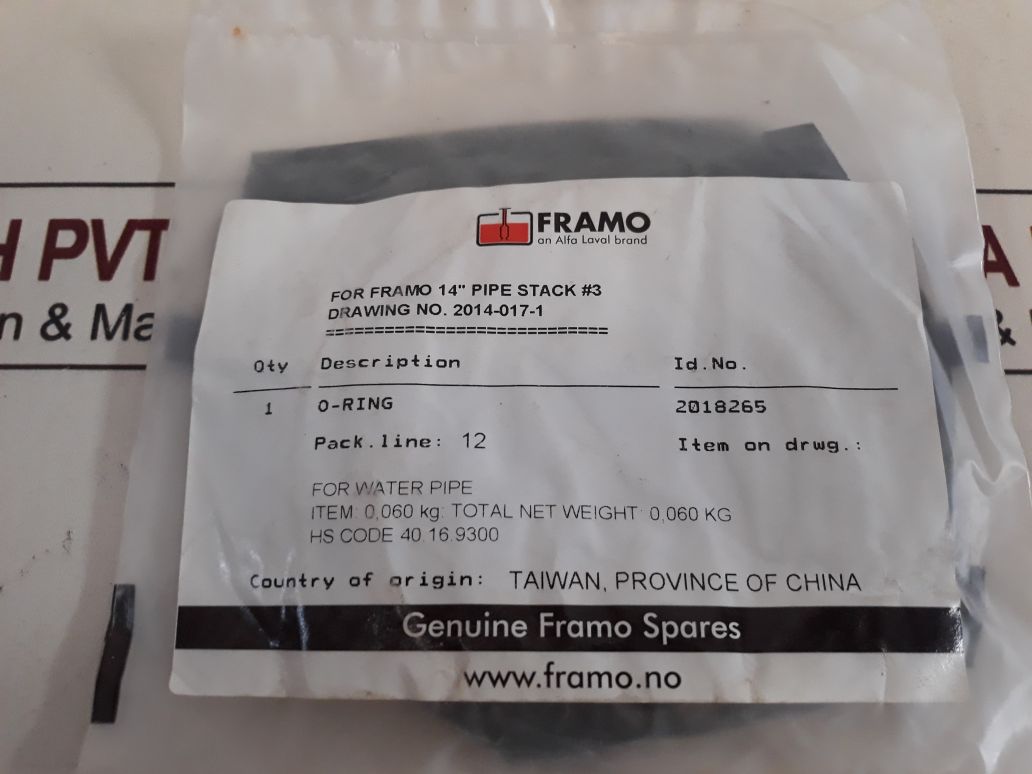 FRAMO
an Alfa Laval brand
FOR FRAMO 14" PIPE STACK #3
DRAWING NO. 2014-017-1
==============================
Qty Description Id.No.
1 O-RING 2018265
Pack.line: 12 Item on drwg.:
FOR WATER PIPE
ITEM: 0,060 kg: TOTAL NET WEIGHT: 0,060 KG
HS CODE 40.16.9300
Country of origin: TAIWAN, PROVINCE OF CHINA
Genuine Framo Spares
www.framo.no
H PVT
n & Ma
A
&